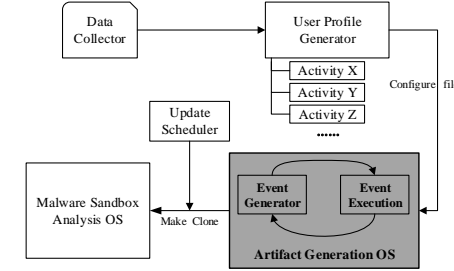 Data
Collector
User Profile
Generator
Activity X
Activity Y
Activity Z
......
Configure fil
Update
Scheduler
Malware Sandbox
Analysis OS
Make Clone
Event
Generator
Event
Execution
Artifact Generation OS